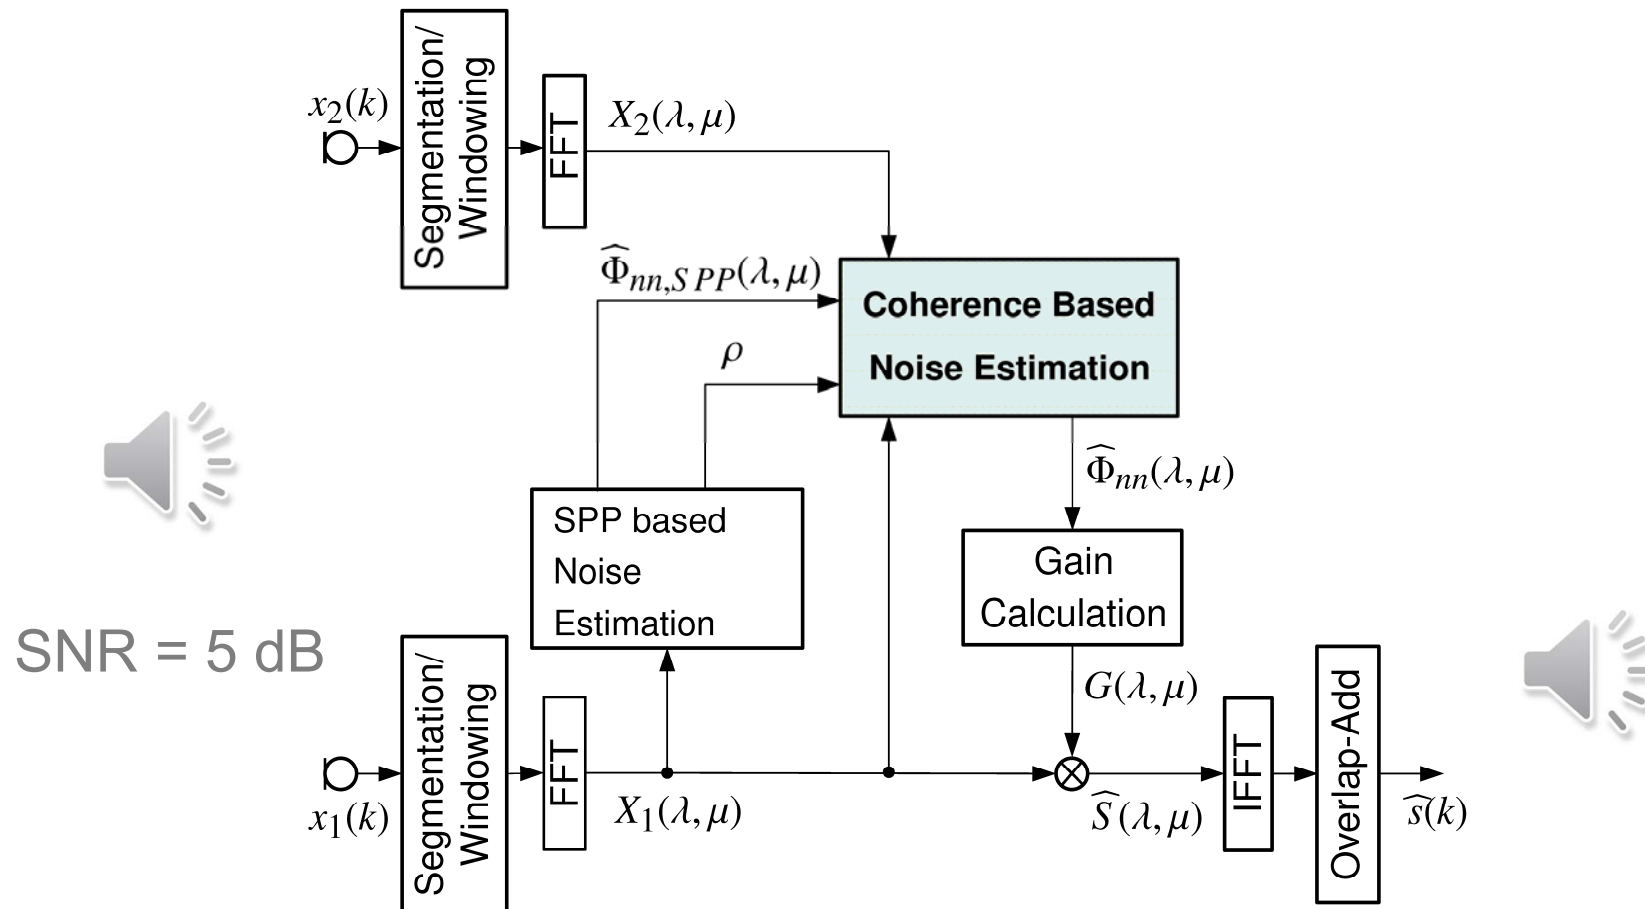 Segmentation/
Windowing
x₂(k)
FFT
X₂(λ, μ)
Φ̂nn,SPP(λ, μ)
Coherence Based
Noise Estimation
ρ
Φ̂nn(λ, μ)
SPP based
Noise
Estimation
Gain
Calculation
SNR = 5 dB
G(λ, μ)
Segmentation/
Windowing
x₁(k)
FFT
X₁(λ, μ)
Ŝ(λ, μ)
IFFT
Overlap-Add
ŝ(k)